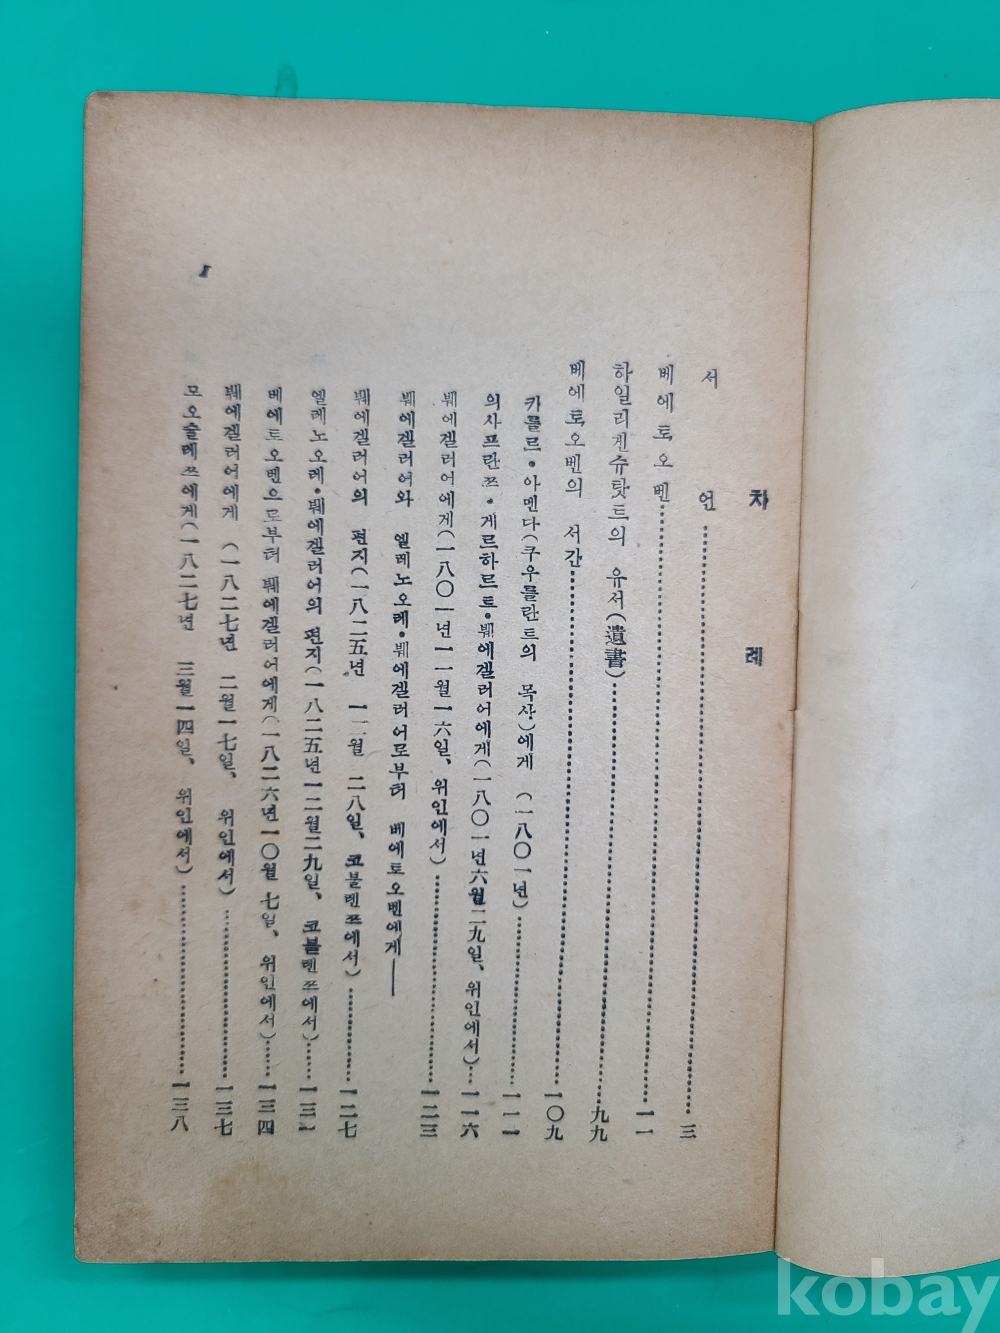 차례
서언 三
베에토오벤 一一
하일리겐슈탓트의 유서(遺書) 九九
베에토오벤의 서간 一〇九
카를르·아멘다(쿠우를란트의 목사)에게 (一八〇一년) 一一一
의사프란쯔·게르하르트·붸에겔러어에게(一八〇一년六월二九일、위인에서) 一一六
붸에겔러어에게(一八〇一년一一월一六일、위인에서) 一二三
붸에겔러어와 엘레노오레·붸에겔러어로부터 베에토오벤에게——
붸에겔러어의 편지(一八二五년 一二월 二八일、코블렌쯔에서) 一二七
엘레노오레·붸에겔러어의 편지(一八二五년一二월二九일、코블렌쯔에서) 一三一
베에토오벤으로부터 붸에겔러어에게(一八二六년一〇월 七일、위인에서) 一三四
붸에겔러어에게 (一八二七년 二월一七일、위인에서) 一三七
모오슐레쓰에게(一八二七년 三월一四일、위인에서) 一三八
I
kobay